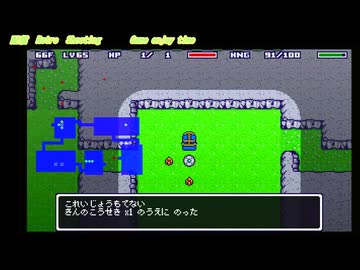 Retro Shooting Game enjoy time
66F LV65 HP 1/ 1 HNG 91/100
これいじょうもてない
きんのこうせき x1 のうえに のった